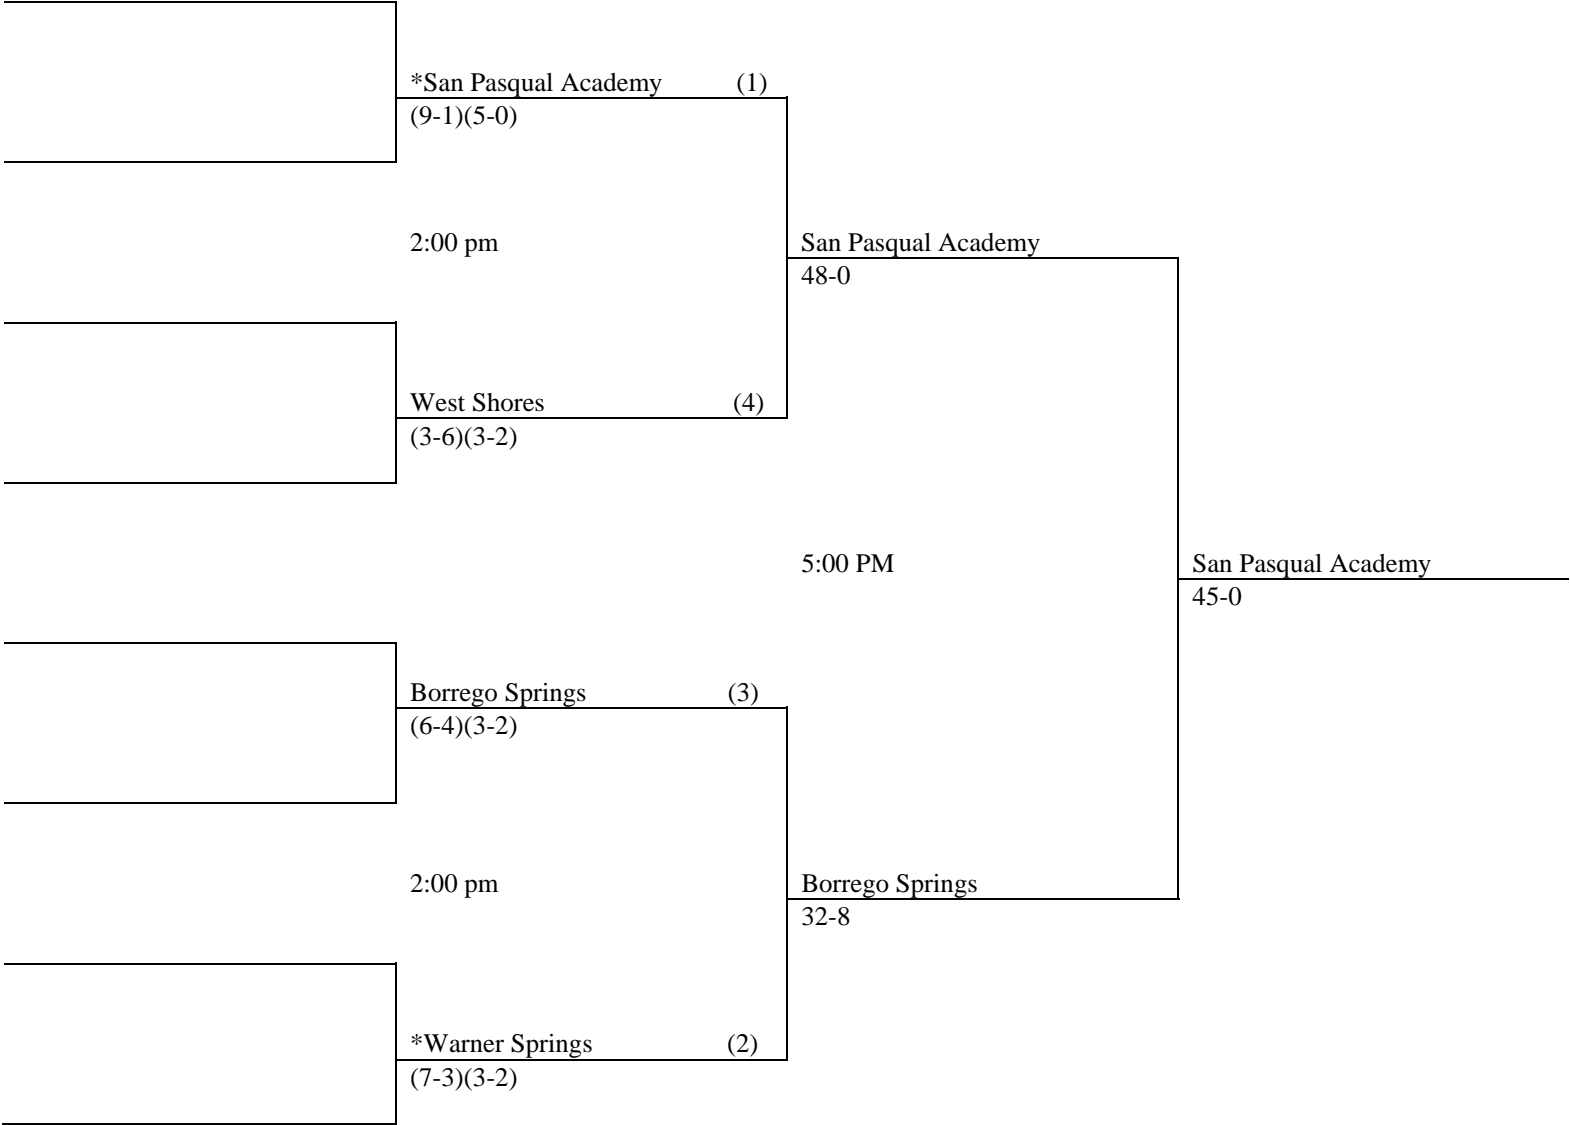 *San Pasqual Academy (1)
(9-1)(5-0)
2:00 pm
San Pasqual Academy
48-0
West Shores (4)
(3-6)(3-2)
5:00 PM
San Pasqual Academy
45-0
Borrego Springs (3)
(6-4)(3-2)
2:00 pm
Borrego Springs
32-8
*Warner Springs (2)
(7-3)(3-2)